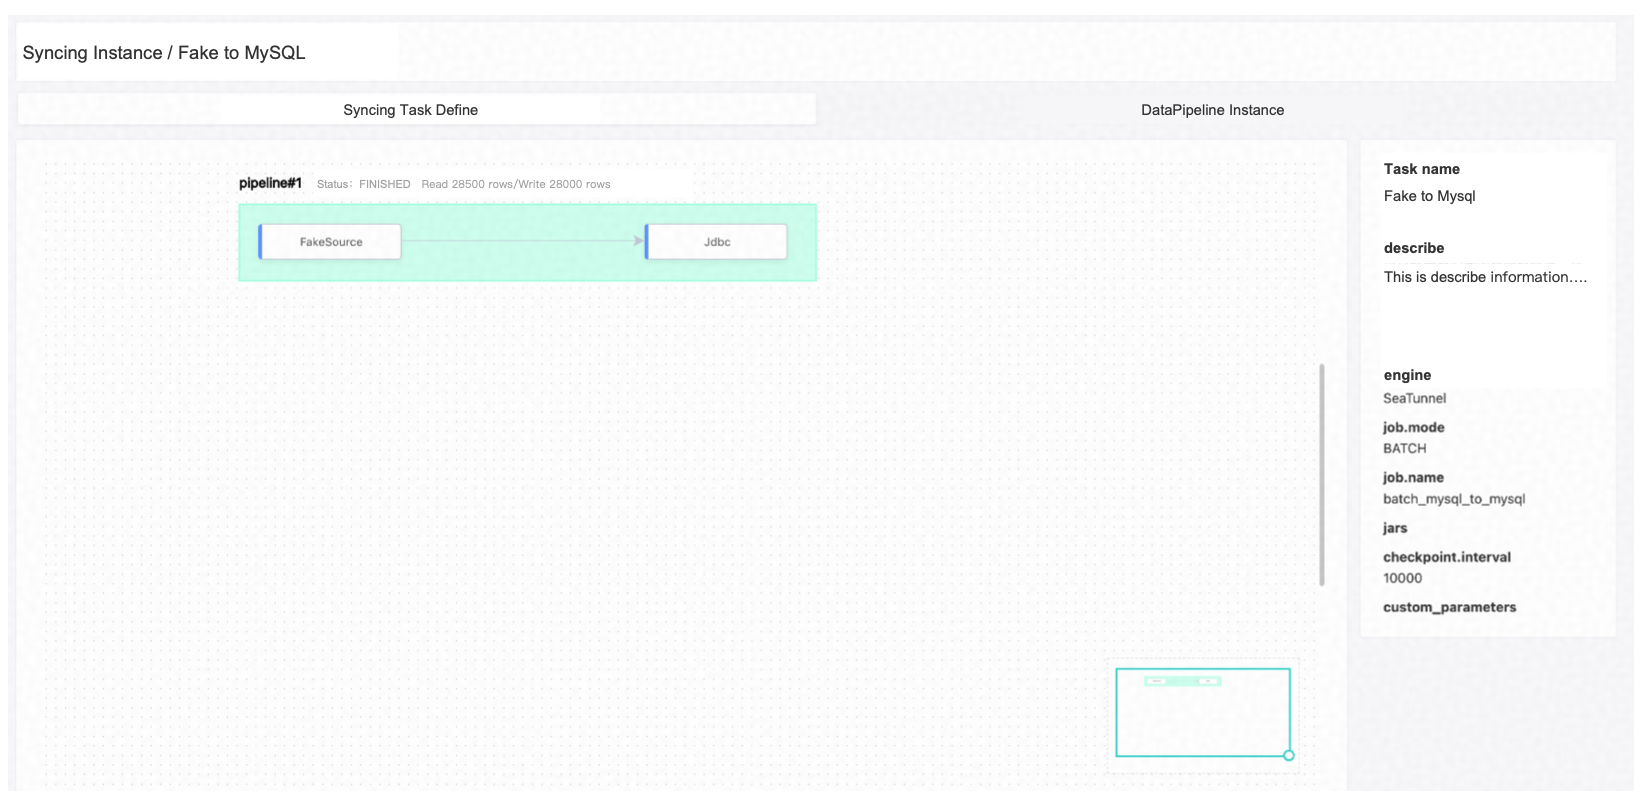 Syncing Instance / Fake to MySQL
Syncing Task Define
DataPipeline Instance
pipeline#1 Status: FINISHED Read 28500 rows/Write 28000 rows
FakeSource
Jdbc
Task name
Fake to Mysql
describe
This is describe information....
engine
SeaTunnel
job.mode
BATCH
job.name
batch_mysql_to_mysql
jars
checkpoint.interval
10000
custom_parameters